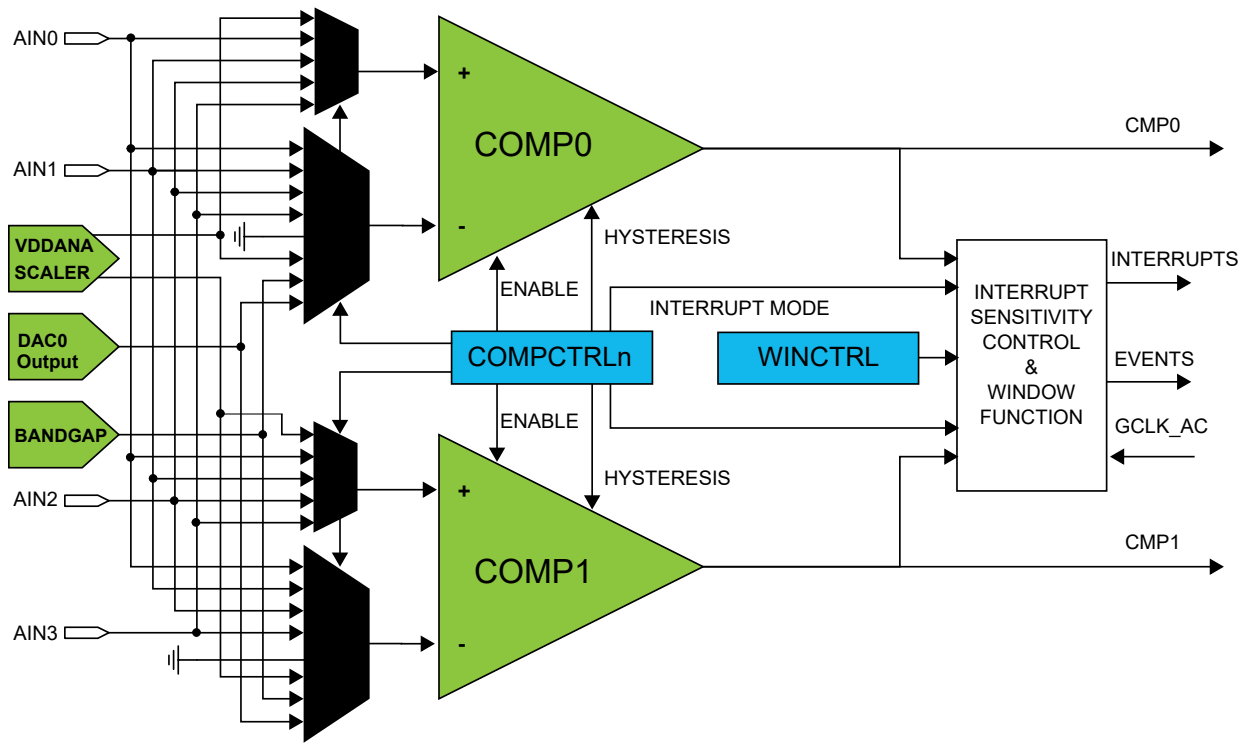 AIN0
+
CMP0
COMP0
AIN1
-
HYSTERESIS
VDDANA
SCALER
ENABLE
INTERRUPTS
INTERRUPT MODE
INTERRUPT
SENSITIVITY
CONTROL
&
WINDOW
FUNCTION
DAC0
Output
COMPCTRLn
WINCTRL
EVENTS
ENABLE
GCLK_AC
BANDGAP
HYSTERESIS
AIN2
+
CMP1
COMP1
AIN3
-